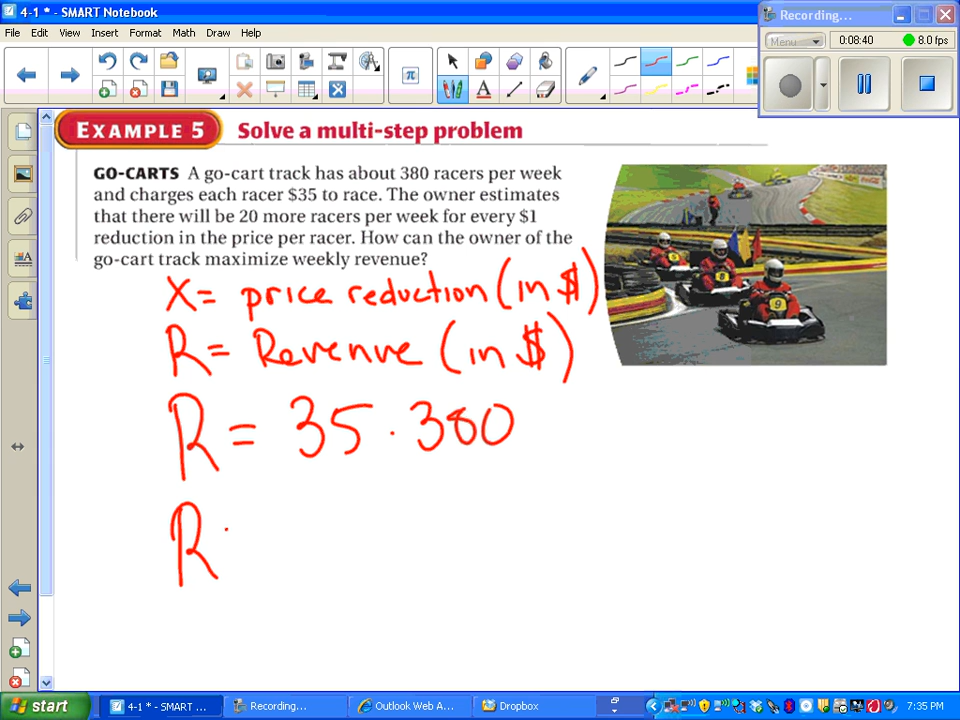 4-1 * - SMART Notebook
Recording...
File Edit View Insert Format Math Draw Help
Menu 00:08:40 8.0 fps
EXAMPLE 5 Solve a multi-step problem
GO-CARTS A go-cart track has about 380 racers per week
and charges each racer $35 to race. The owner estimates
that there will be 20 more racers per week for every $1
reduction in the price per racer. How can the owner of the
go-cart track maximize weekly revenue?
X = price reduction (in $)
R = Revenue (in $)
R = 35 · 380
R
start 4-1 * - SMART ... Recording... Outlook Web A... Dropbox 7:35 PM